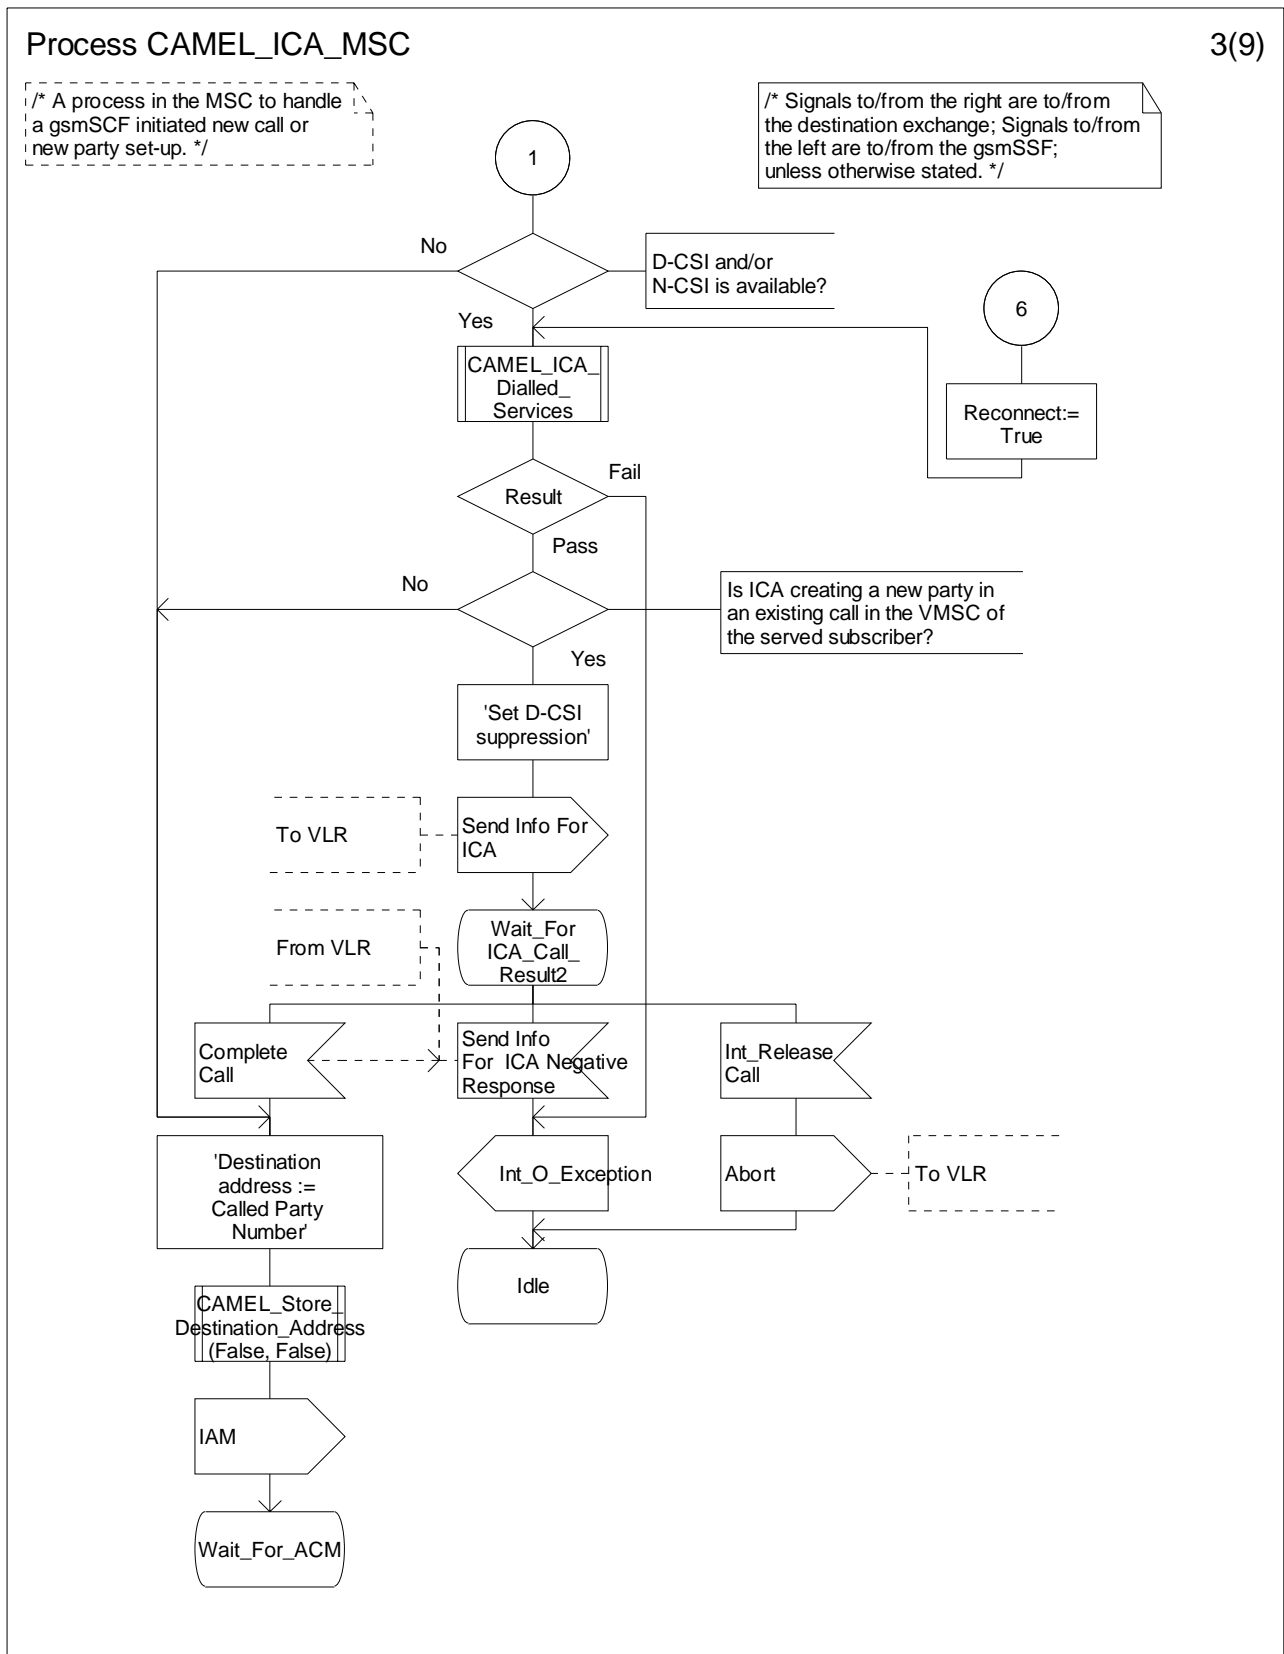 Process CAMEL_ICA_MSC
3(9)
/* A process in the MSC to handle
a gsmSCF initiated new call or
new party set-up. */
/* Signals to/from the right are to/from
the destination exchange; Signals to/from
the left are to/from the gsmSSF;
unless otherwise stated. */
1
No
D-CSI and/or
N-CSI is available?
Yes
6
CAMEL_ICA_
Dialled_
Services
Reconnect:=
True
Result
Fail
Pass
No
Is ICA creating a new party in
an existing call in the VMSC of
the served subscriber?
Yes
'Set D-CSI
suppression'
To VLR
Send Info For
ICA
From VLR
Wait_For
ICA_Call_
Result2
Complete
Call
Send Info
For ICA Negative
Response
Int_Release
Call
'Destination
address :=
Called Party
Number'
Int_O_Exception
Abort
To VLR
Idle
CAMEL_Store_
Destination_Address
(False, False)
IAM
Wait_For_ACM